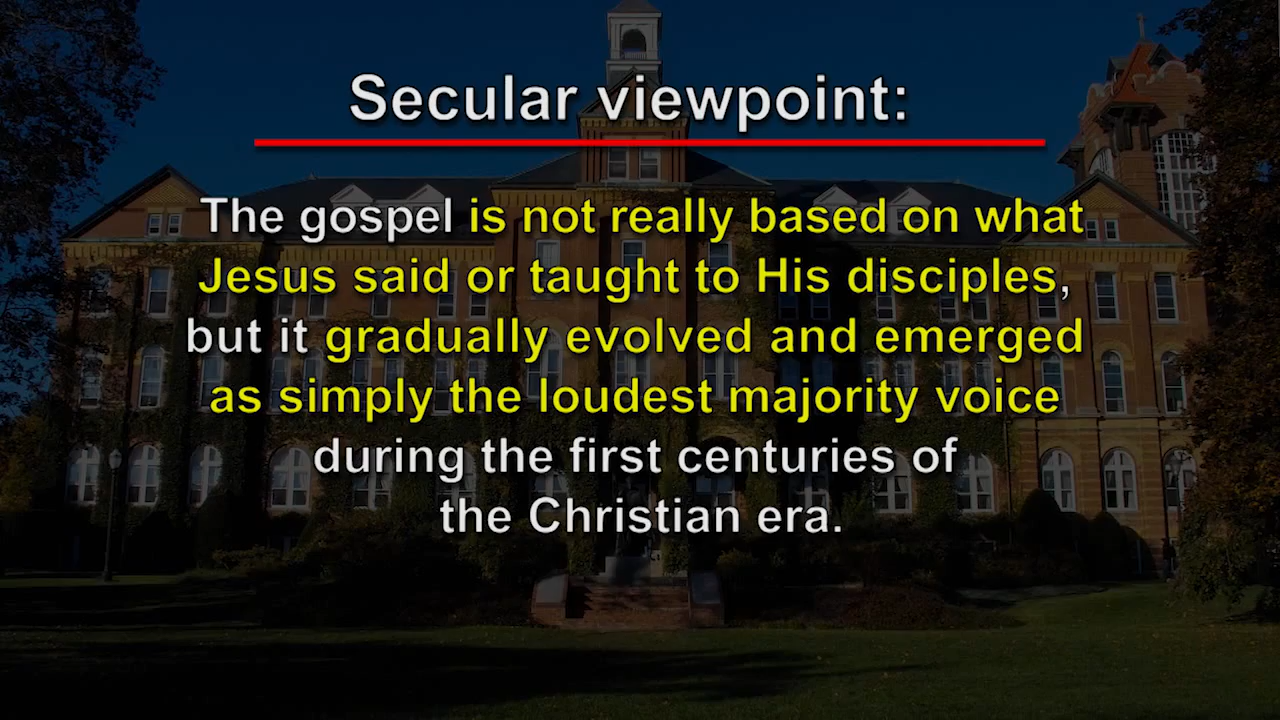 Secular viewpoint:
The gospel is not really based on what
Jesus said or taught to His disciples,
but it gradually evolved and emerged
as simply the loudest majority voice
during the first centuries of
the Christian era.